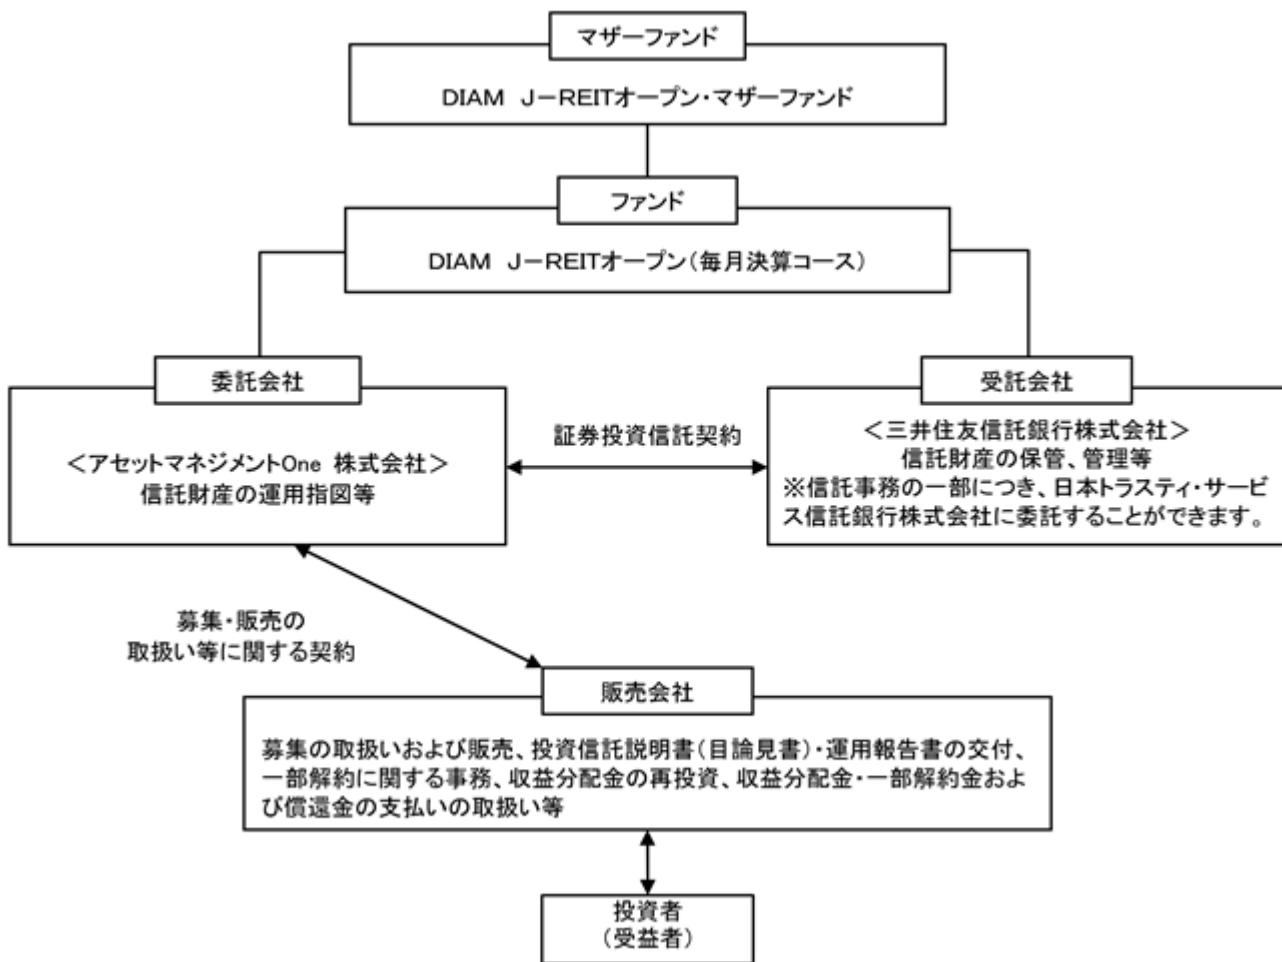 マザーファンド
DIAM J-REITオープン・マザーファンド
ファンド
DIAM J-REITオープン(毎月決算コース)
委託会社
<アセットマネジメントOne 株式会社>
信託財産の運用指図等
証券投資信託契約
受託会社
<三井住友信託銀行株式会社>
信託財産の保管、管理等
※信託事務の一部につき、日本トラスティ・サービ
ス信託銀行株式会社に委託することができます。
募集・販売の
取扱い等に関する契約
販売会社
募集の取扱いおよび販売、投資信託説明書(目論見書)・運用報告書の交付、
一部解約に関する事務、収益分配金の再投資、収益分配金・一部解約金およ
び償還金の支払いの取扱い等
投資者
(受益者)